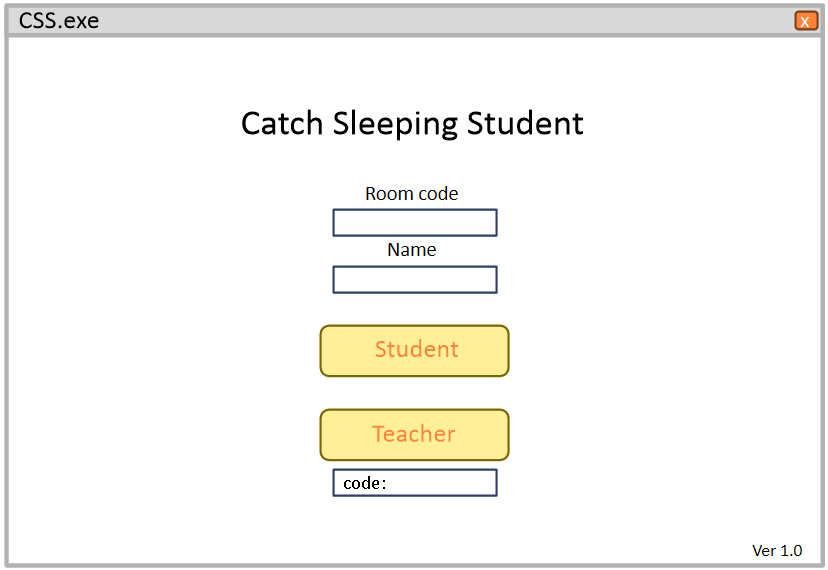 CSS.exe
X
Catch Sleeping Student
Room code
Name
Student
Teacher
code:
Ver 1.0